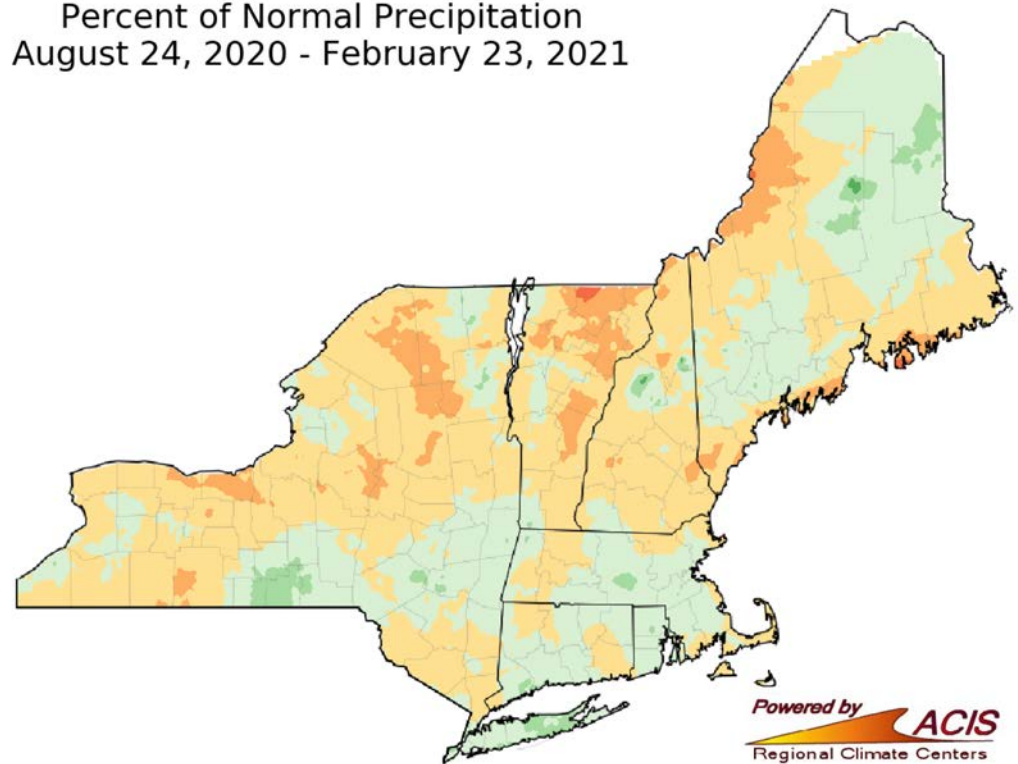 Percent of Normal Precipitation
August 24, 2020 - February 23, 2021
Powered by
ACIS
Regional Climate Centers